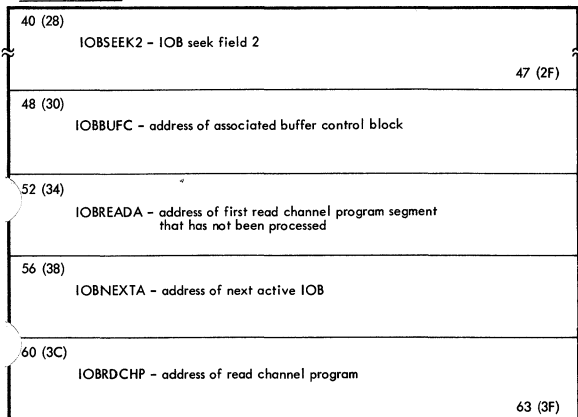 40 (28)
IOBSEEK2 - IOB seek field 2
47 (2F)
48 (30)
IOBBUFC - address of associated buffer control block
52 (34)
IOBREADA - address of first read channel program segment
that has not been processed
56 (38)
IOBNEXTA - address of next active IOB
60 (3C)
IOBRDCHP - address of read channel program
63 (3F)